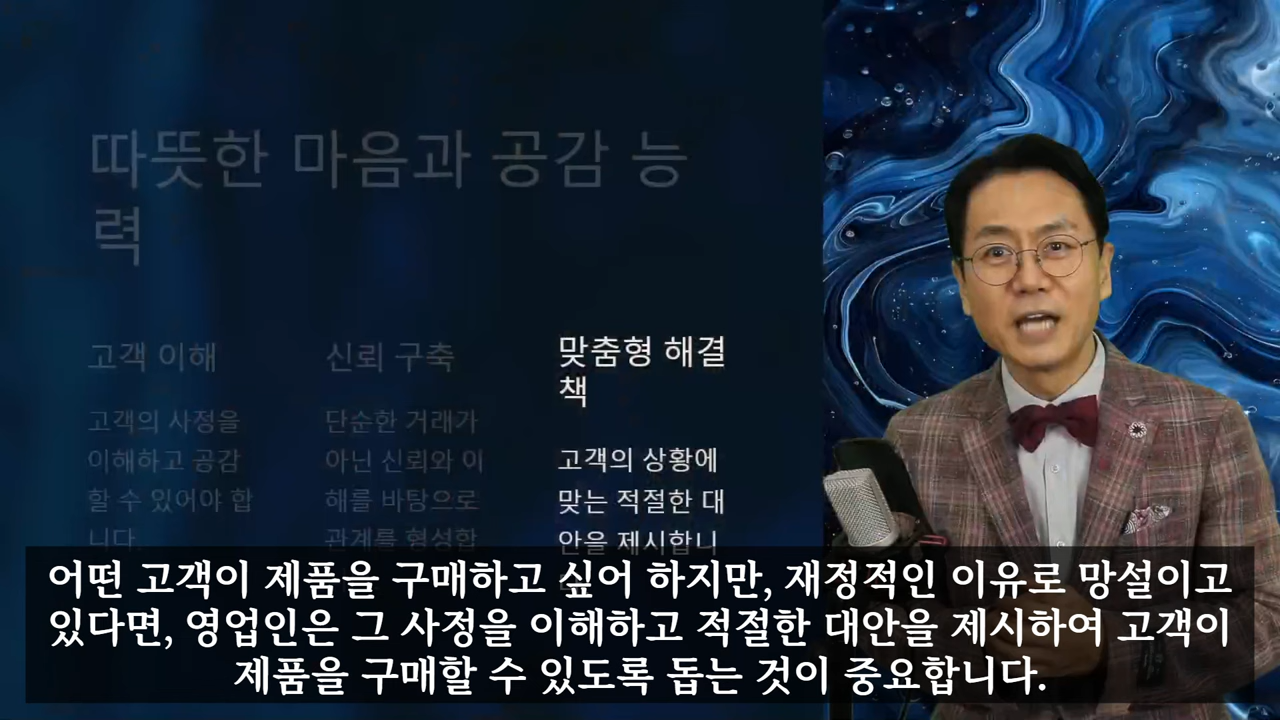 따뜻한 마음과 공감 능
력
고객 이해
고객의 사정을
이해하고 공감
할 수 있어야 합
니다.
신뢰 구축
단순한 거래가
아닌 신뢰와 이
해를 바탕으로
관계를 형성합
맞춤형 해결
책
고객의 상황에
맞는 적절한 대
안을 제시합니
어떤 고객이 제품을 구매하고 싶어 하지만, 재정적인 이유로 망설이고
있다면, 영업인은 그 사정을 이해하고 적절한 대안을 제시하여 고객이
제품을 구매할 수 있도록 돕는 것이 중요합니다.